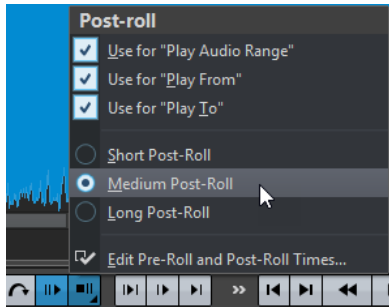 Post-roll
Use for "Play Audio Range"
Use for "Play From"
Use for "Play To"
Short Post-Roll
Medium Post-Roll
Long Post-Roll
Edit Pre-Roll and Post-Roll Times...